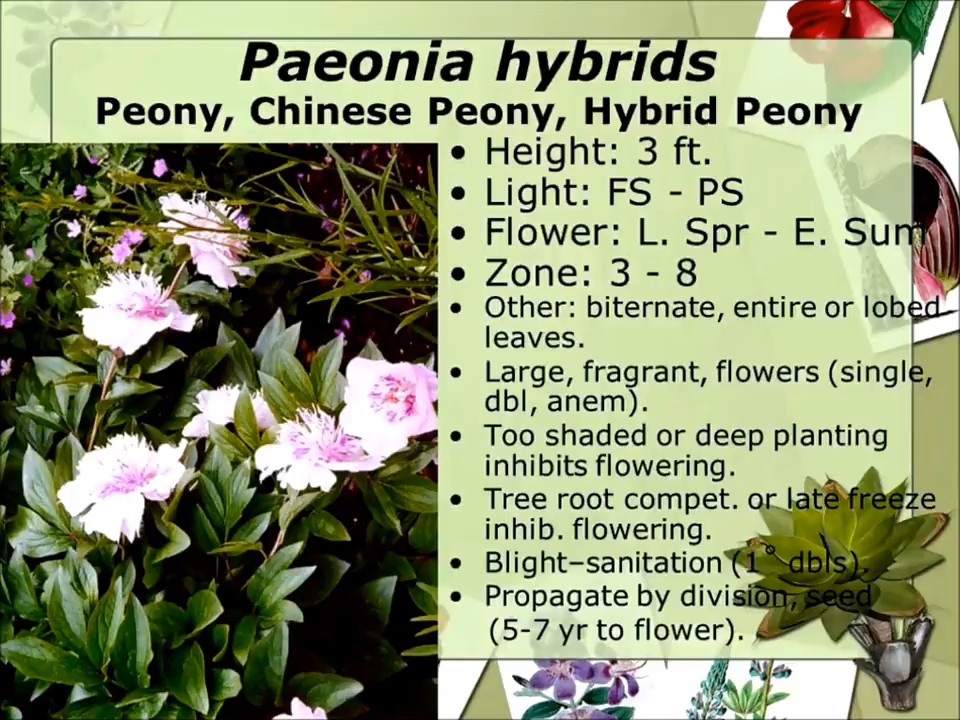 Paeonia hybrids
Peony, Chinese Peony, Hybrid Peony
• Height: 3 ft.
• Light: FS - PS
• Flower: L. Spr - E. Sum
• Zone: 3 - 8
• Other: biternate, entire or lobed
leaves.
• Large, fragrant, flowers (single,
dbl, anem).
• Too shaded or deep planting
inhibits flowering.
• Tree root compet. or late freeze
inhib. flowering.
• Blight–sanitation (1° dbls).
• Propagate by division, seed
(5-7 yr to flower).